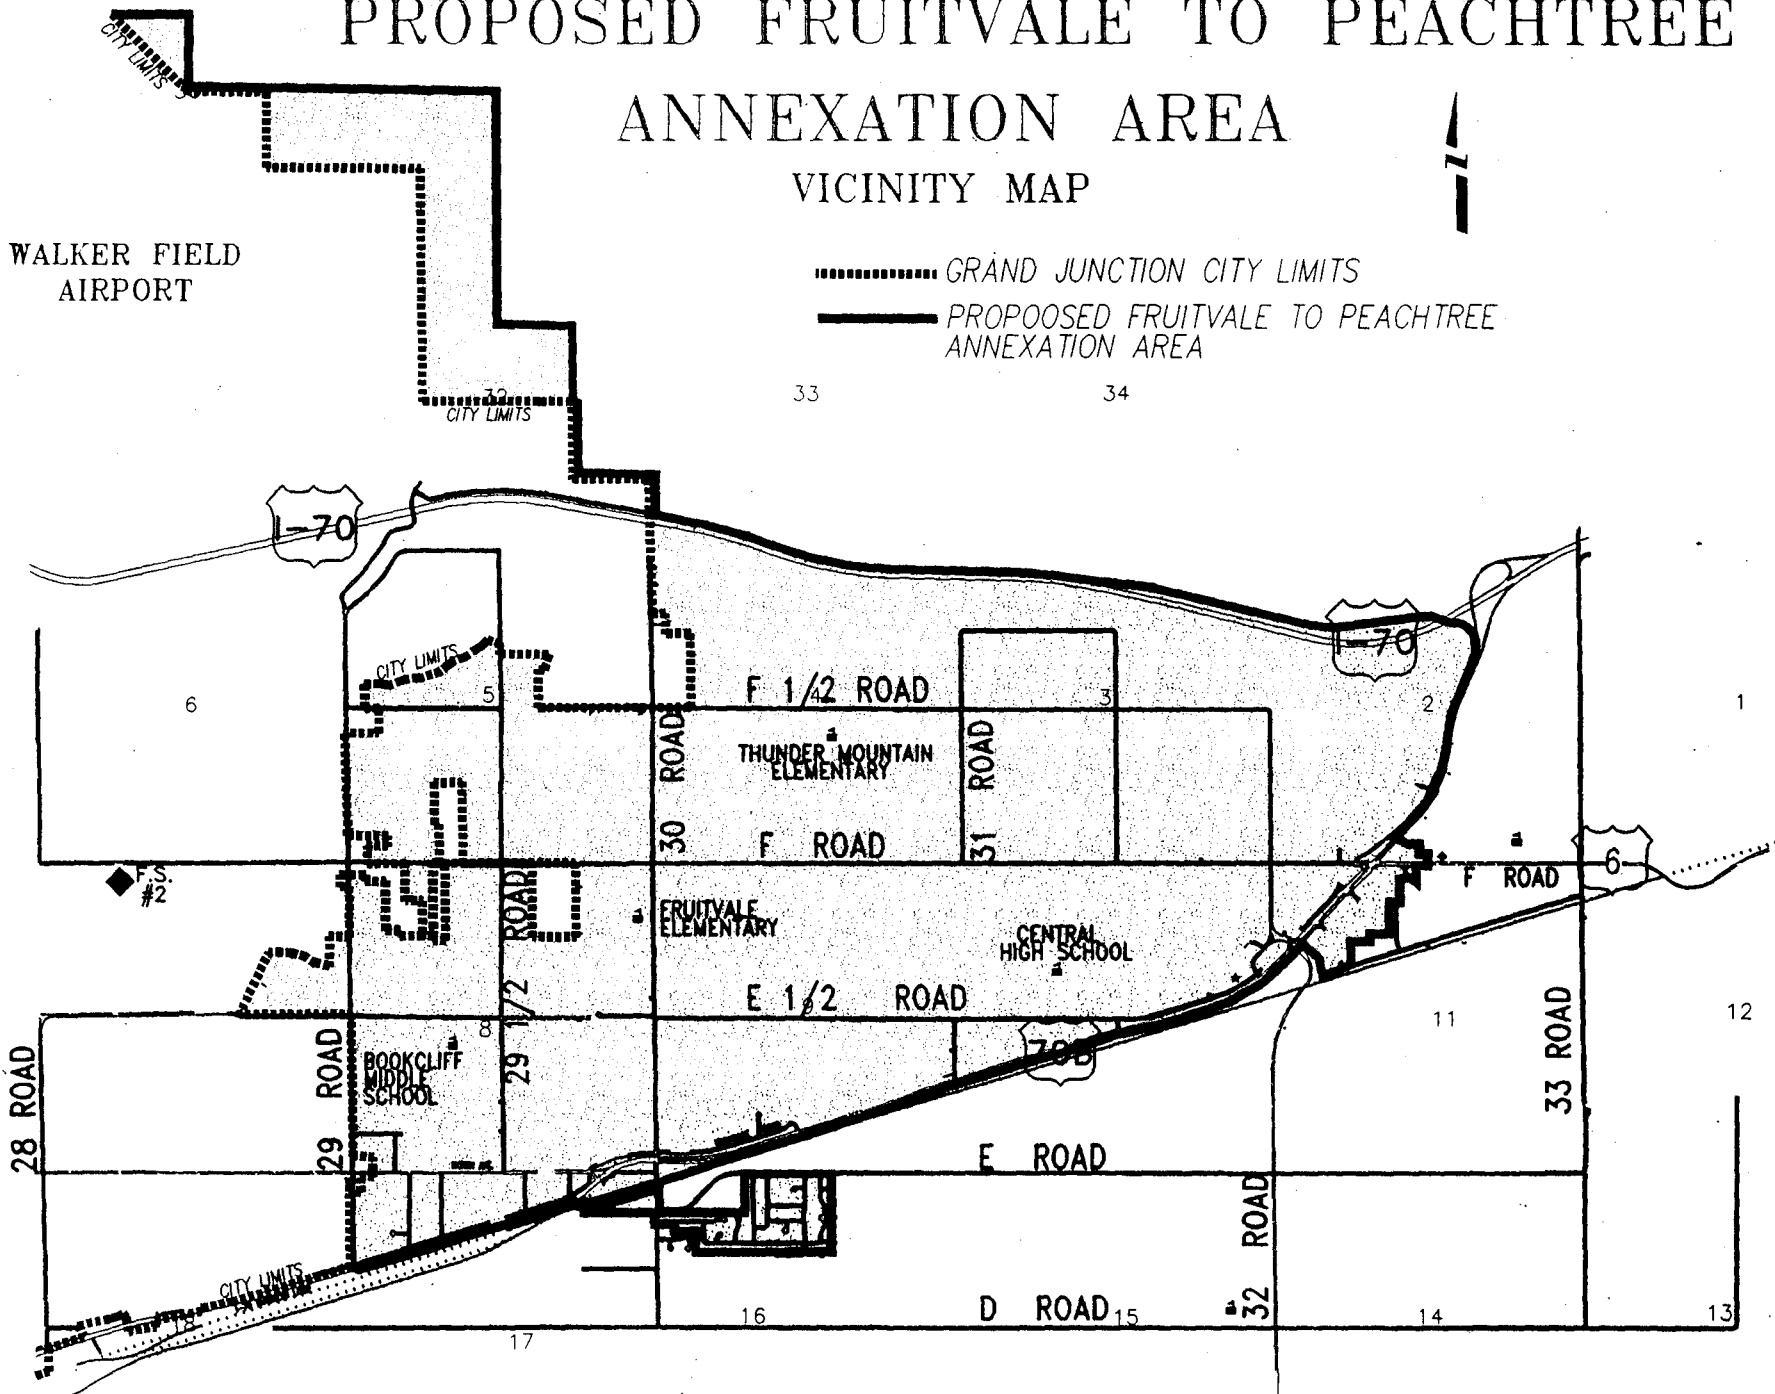 PROPOSED FRUITVALE TO PEACHTREE
ANNEXATION AREA
VICINITY MAP
CITY LIMITS
WALKER FIELD
AIRPORT
GRAND JUNCTION CITY LIMITS
PROPOOSED FRUITVALE TO PEACHTREE
ANNEXATION AREA
32
33
34
CITY LIMITS
I-70
I-70
CITY LIMITS
6
5
F 1/2 ROAD
4
3
2
1
THUNDER MOUNTAIN
ELEMENTARY
30 ROAD
31 ROAD
F ROAD
F.S.
#2
6
F ROAD
FRUITVALE
ELEMENTARY
CENTRAL
HIGH SCHOOL
E 1/2 ROAD
9
8
11
12
28 ROAD
29 ROAD
29 1/2 ROAD
33 ROAD
BOOKCLIFF
MIDDLE
SCHOOL
70B
E ROAD
32 ROAD
CITY LIMITS
D ROAD
18
17
16
15
14
13